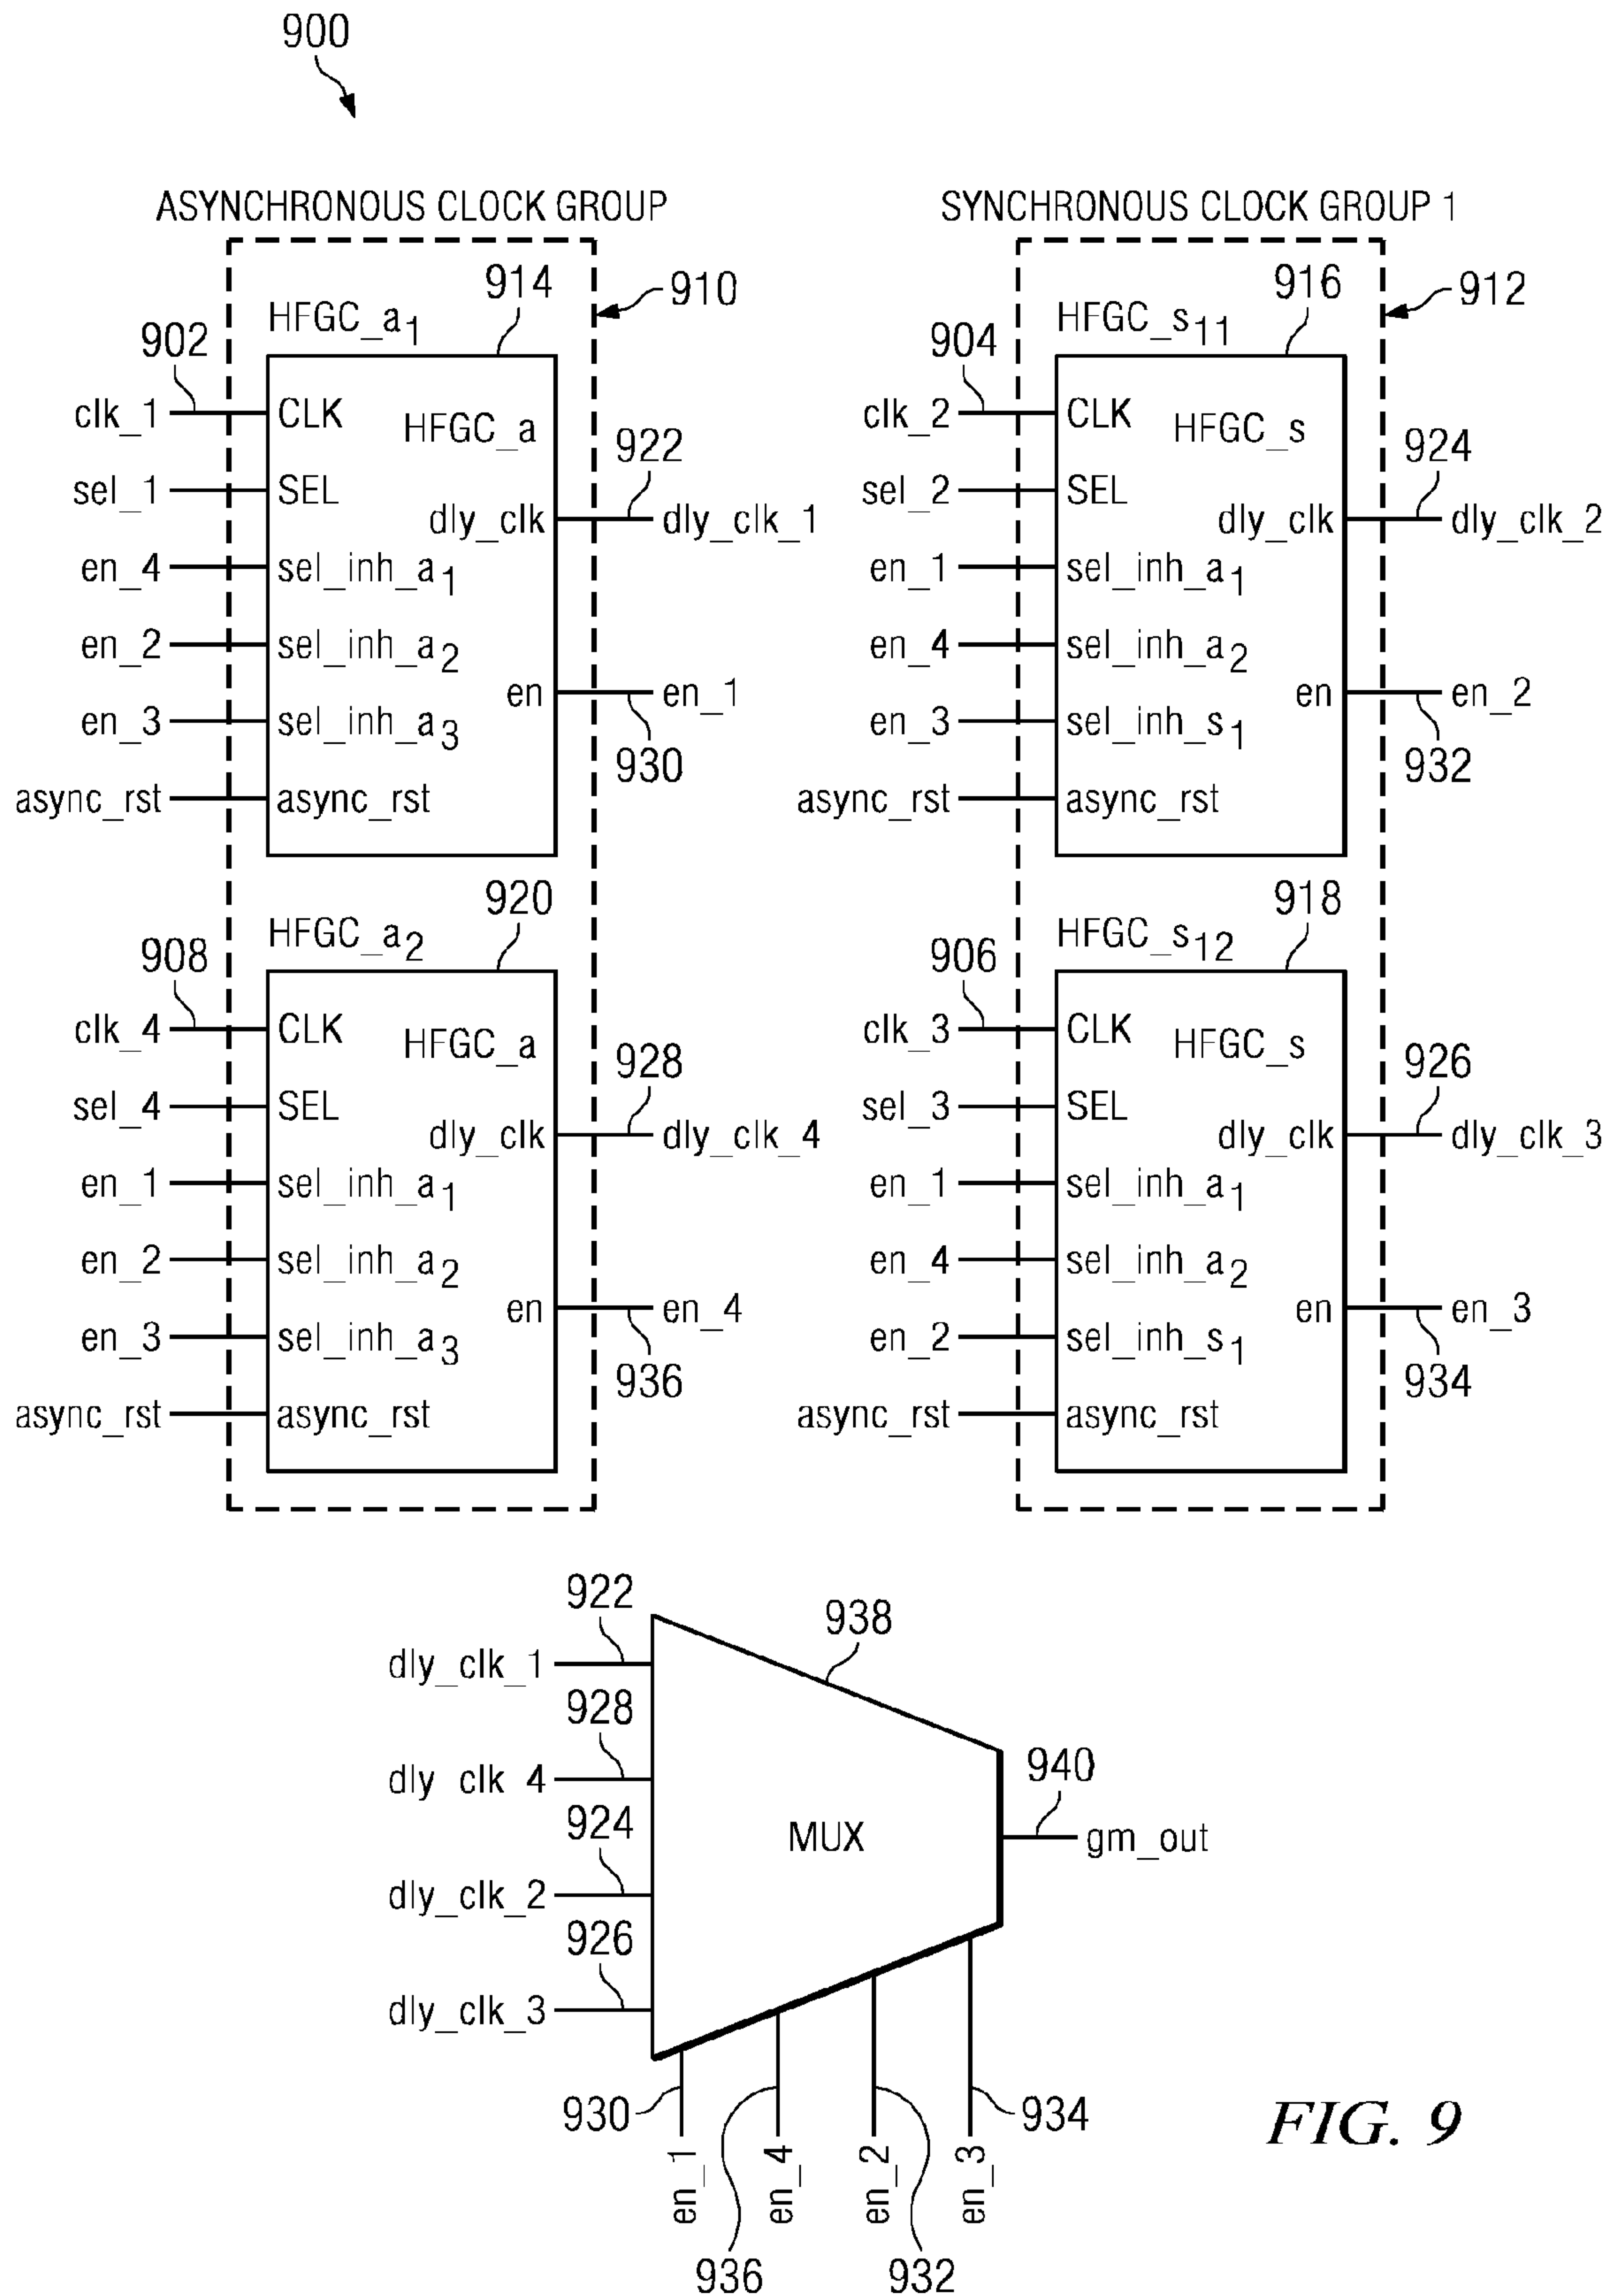 900
ASYNCHRONOUS CLOCK GROUP
910
914
HFGC_a1
902
clk_1
CLK
HFGC_a
sel_1
SEL
922
dly_clk
dly_clk_1
en_4
sel_inh_a1
en_2
sel_inh_a2
en
en_1
930
en_3
sel_inh_a3
async_rst
async_rst
920
HFGC_a2
908
clk_4
CLK
HFGC_a
sel_4
SEL
928
dly_clk
dly_clk_4
en_1
sel_inh_a1
en_2
sel_inh_a2
en
en_4
936
en_3
sel_inh_a3
async_rst
async_rst
SYNCHRONOUS CLOCK GROUP 1
912
916
HFGC_s11
904
clk_2
CLK
HFGC_s
sel_2
SEL
924
dly_clk
dly_clk_2
en_1
sel_inh_a1
en_4
sel_inh_a2
en
en_2
932
en_3
sel_inh_s1
async_rst
async_rst
918
HFGC_s12
906
clk_3
CLK
HFGC_s
sel_3
SEL
926
dly_clk
dly_clk_3
en_1
sel_inh_a1
en_4
sel_inh_a2
en
en_3
934
en_2
sel_inh_s1
async_rst
async_rst
922
dly_clk_1
928
dly clk 4
924
dly_clk_2
926
dly_clk_3
938
MUX
940
gm_out
930
en_1
936
en_4
932
en_2
934
en_3
FIG. 9